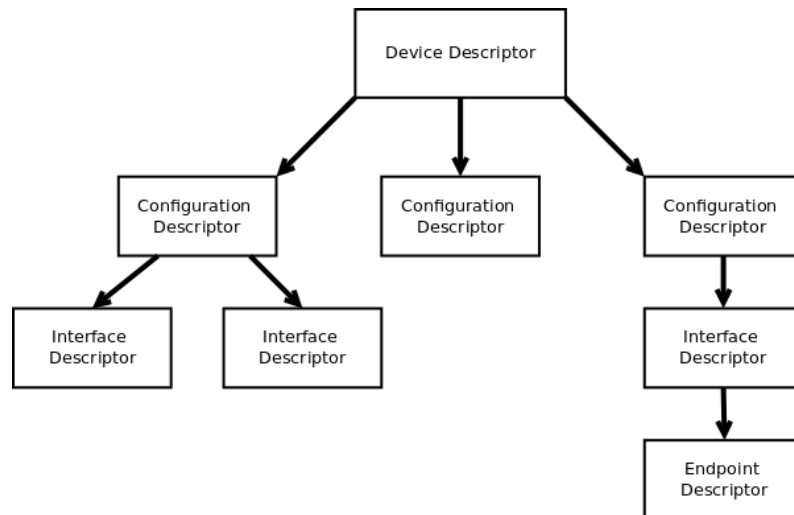 Device Descriptor
Configuration
Descriptor
Configuration
Descriptor
Configuration
Descriptor
Interface
Descriptor
Interface
Descriptor
Interface
Descriptor
Endpoint
Descriptor